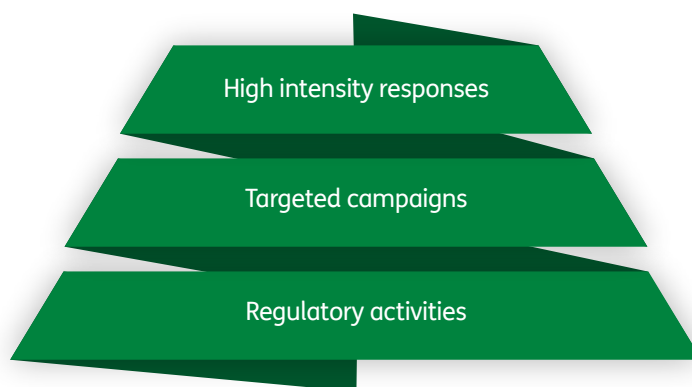 High intensity responses
Targeted campaigns
Regulatory activities